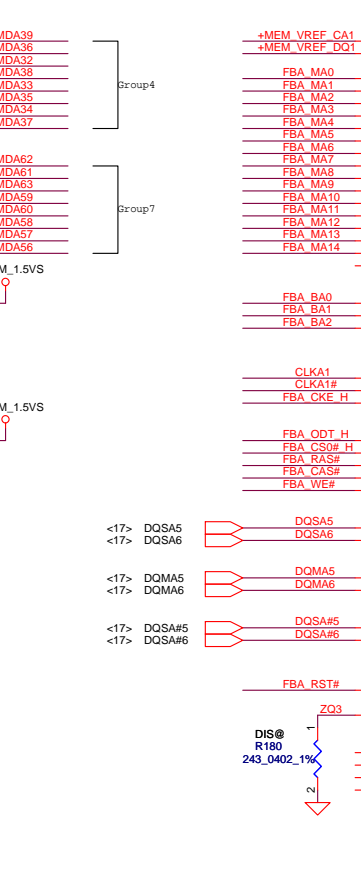 MDA39
MDA36
MDA32
MDA38
MDA33
MDA35
MDA34
MDA37
Group4
MDA62
MDA61
MDA63
MDA59
MDA60
MDA58
MDA57
MDA56
Group7
M_1.5VS
M_1.5VS
+MEM_VREF_CA1
+MEM_VREF_DQ1
FBA_MA0
FBA_MA1
FBA_MA2
FBA_MA3
FBA_MA4
FBA_MA5
FBA_MA6
FBA_MA7
FBA_MA8
FBA_MA9
FBA_MA10
FBA_MA11
FBA_MA12
FBA_MA13
FBA_MA14
FBA_BA0
FBA_BA1
FBA_BA2
CLKA1
CLKA1#
FBA_CKE_H
FBA_ODT_H
FBA_CS0#_H
FBA_RAS#
FBA_CAS#
FBA_WE#
<17> DQSA5 DQSA5
<17> DQSA6 DQSA6
<17> DQMA5 DQMA5
<17> DQMA6 DQMA6
<17> DQSA#5 DQSA#5
<17> DQSA#6 DQSA#6
FBA_RST#
ZQ3
1
DIS@
R180
243_0402_1%
2